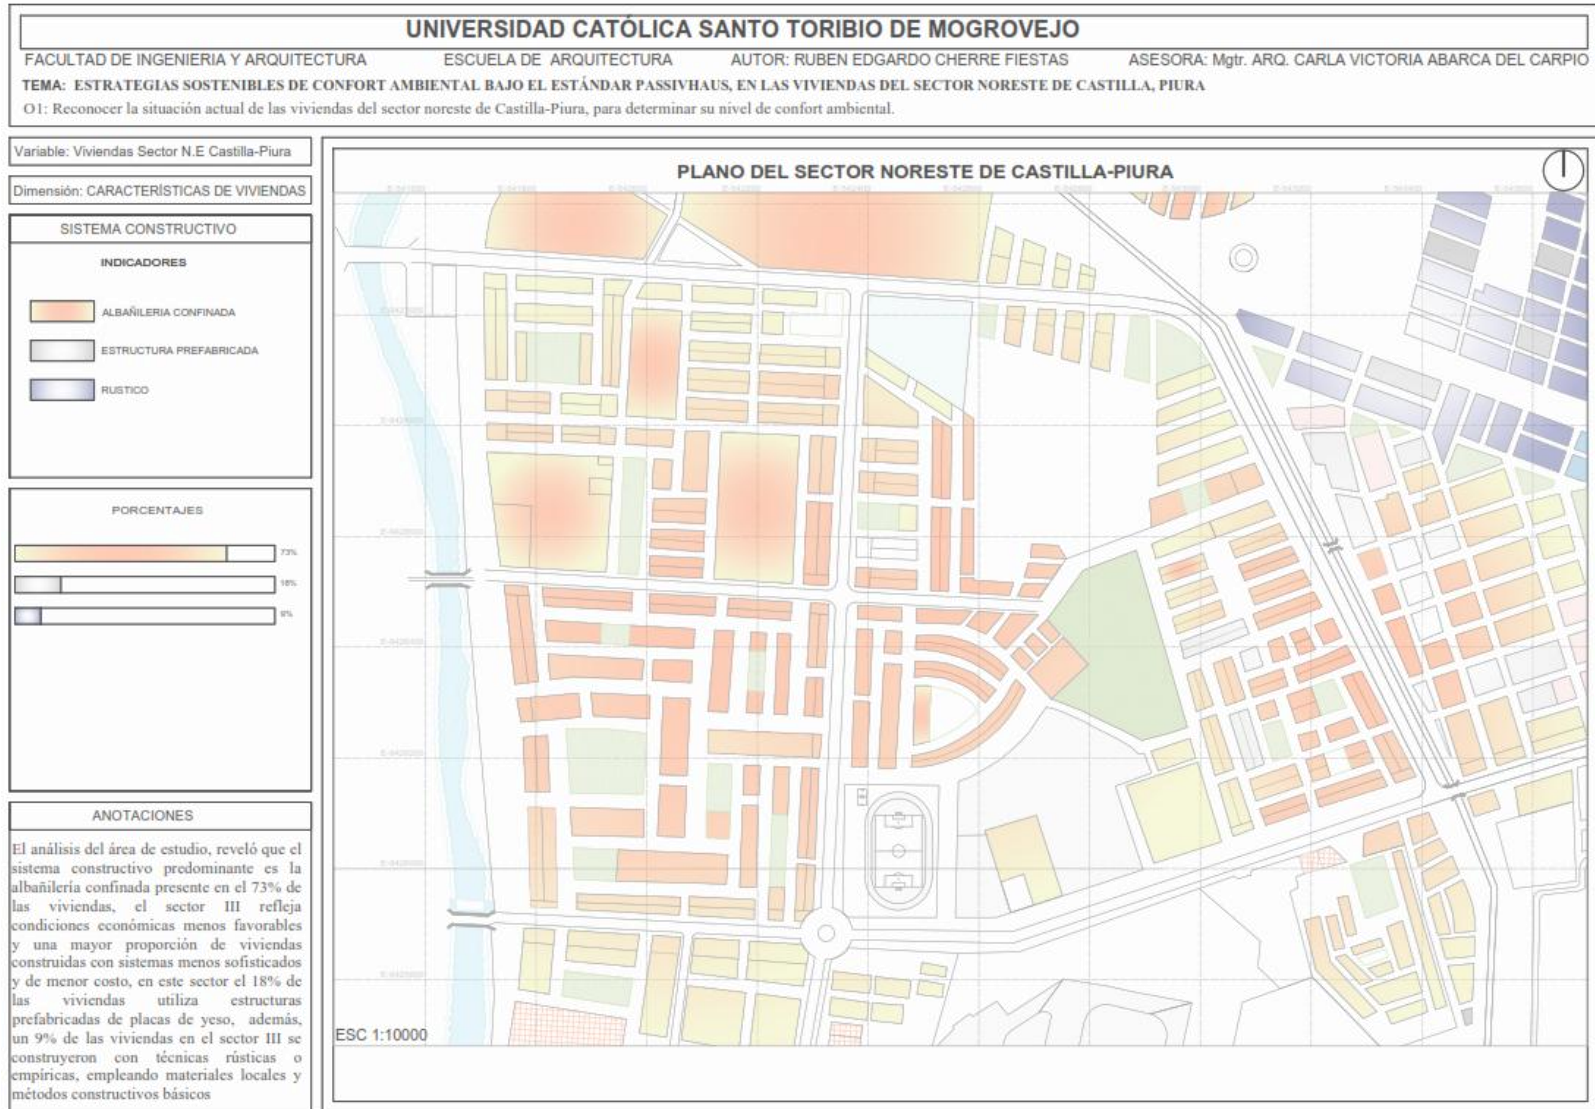 UNIVERSIDAD CATÓLICA SANTO TORIBIO DE MOGROVEJO
FACULTAD DE INGENIERIA Y ARQUITECTURA ESCUELA DE ARQUITECTURA AUTOR: RUBEN EDGARDO CHERRE FIESTAS ASESORA: Mgtr. ARQ. CARLA VICTORIA ABARCA DEL CARPIO
TEMA: ESTRATEGIAS SOSTENIBLES DE CONFORT AMBIENTAL BAJO EL ESTÁNDAR PASSIVHAUS, EN LAS VIVIENDAS DEL SECTOR NORESTE DE CASTILLA, PIURA
O1: Reconocer la situación actual de las viviendas del sector noreste de Castilla-Piura, para determinar su nivel de confort ambiental.
Variable: Viviendas Sector N.E Castilla-Piura
Dimensión: CARACTERÍSTICAS DE VIVIENDAS
SISTEMA CONSTRUCTIVO
INDICADORES
ALBAÑILERIA CONFINADA
ESTRUCTURA PREFABRICADA
RUSTICO
PORCENTAJES
73%
18%
9%
ANOTACIONES
El análisis del área de estudio, reveló que el
sistema constructivo predominante es la
albañilería confinada presente en el 73% de
las viviendas, el sector III refleja
condiciones económicas menos favorables
y una mayor proporción de viviendas
construidas con sistemas menos sofisticados
y de menor costo, en este sector el 18% de
las viviendas utiliza estructuras
prefabricadas de placas de yeso, además,
un 9% de las viviendas en el sector III se
construyeron con técnicas rústicas o
empíricas, empleando materiales locales y
métodos constructivos básicos
PLANO DEL SECTOR NORESTE DE CASTILLA-PIURA
ESC 1:10000